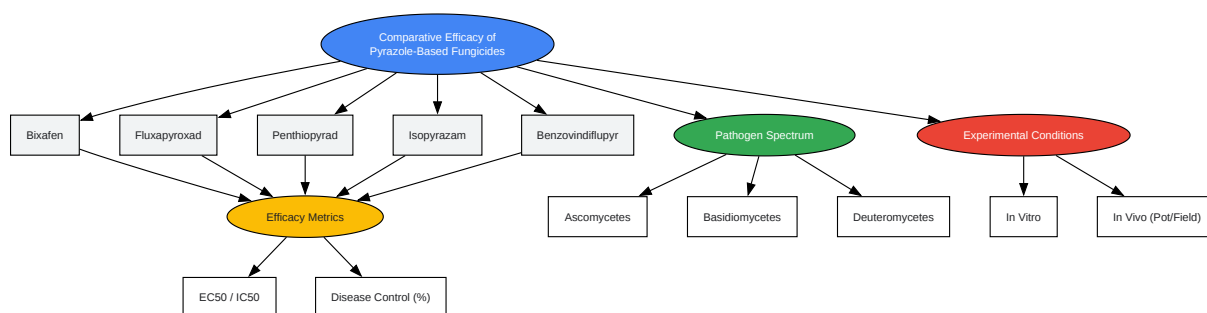 Comparative Efficacy of
Pyrazole-Based Fungicides
Bixafen
Fluxapyroxad
Penthiopyrad
Isopyrazam
Benzovindiflupyr
Pathogen Spectrum
Experimental Conditions
Efficacy Metrics
Ascomycetes
Basidiomycetes
Deuteromycetes
In Vitro
In Vivo (Pot/Field)
EC50 / IC50
Disease Control (%)